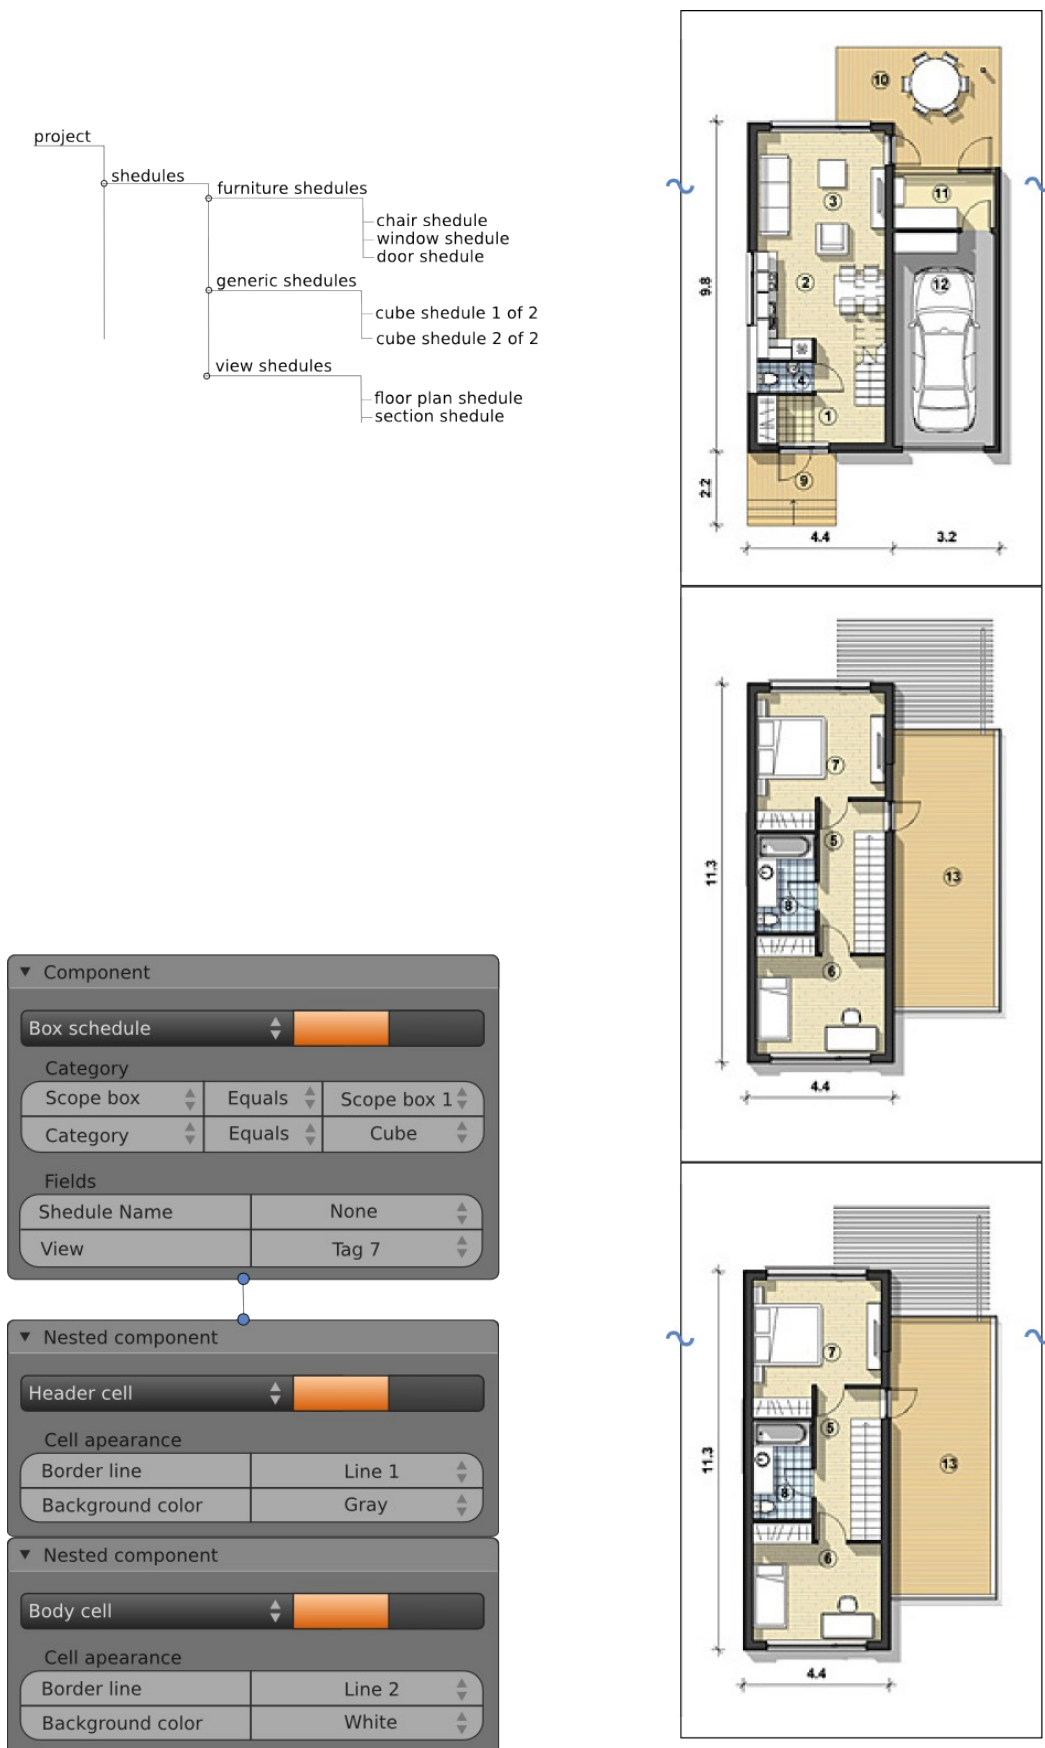 project
shedules
furniture shedules
chair shedule
window shedule
door shedule
generic shedules
cube shedule 1 of 2
cube shedule 2 of 2
view shedules
floor plan shedule
section shedule
Component
Box schedule
Category
Scope box Equals Scope box 1
Category Equals Cube
Fields
Shedule Name None
View Tag 7
Nested component
Header cell
Cell apearance
Border line Line 1
Background color Gray
Nested component
Body cell
Cell apearance
Border line Line 2
Background color White
10
11
3
9.8
2
12
4
1
2.2
9
4.4 3.2
7
5
11.3
13
8
6
4.4
7
5
11.3
13
8
6
4.4